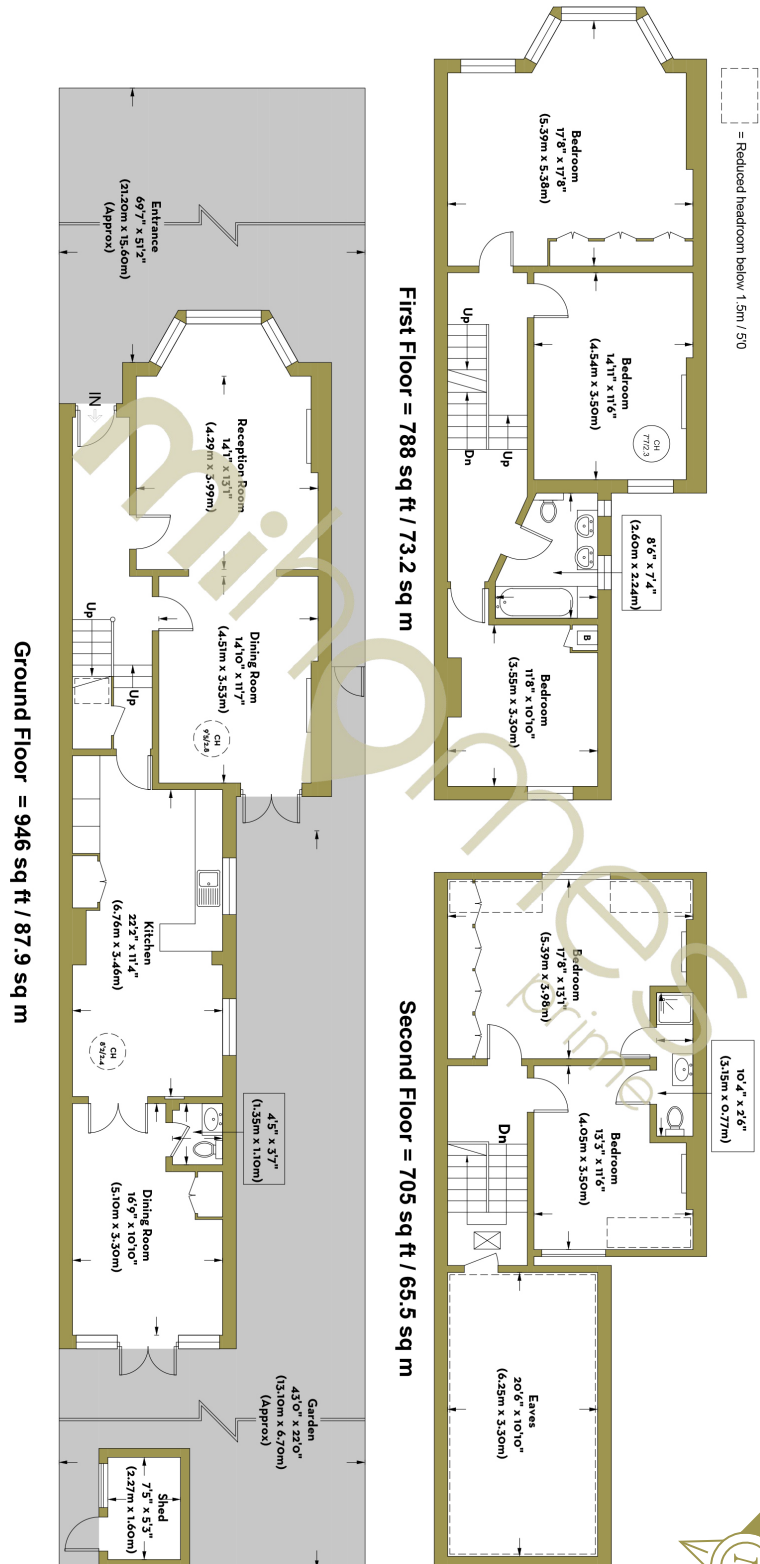 = Reduced headroom below 1.5m / 5'0
Bedroom
17'8" x 17'8"
(5.39m x 5.38m)
Bedroom
14'11" x 11'6"
(4.54m x 3.50m)
CH
7'7/2.3
8'6" x 7'4"
(2.60m x 2.24m)
B
Bedroom
11'8" x 10'10"
(3.55m x 3.30m)
Up
Up
Dn
First Floor = 788 sq ft / 73.2 sq m
Bedroom
17'8" x 13'1"
(5.39m x 3.98m)
10'4" x 2'6"
(3.15m x 0.77m)
Bedroom
13'3" x 11'6"
(4.05m x 3.50m)
Dn
Eaves
20'6" x 10'10"
(6.25m x 3.30m)
Second Floor = 705 sq ft / 65.5 sq m
Entrance
69'7" x 51'2"
(21.20m x 15.60m)
(Approx)
IN
Reception Room
14'1" x 13'1"
(4.29m x 3.99m)
Dining Room
14'10" x 11'7"
(4.51m x 3.53m)
CH
9'5/2.8
Up
Up
Kitchen
22'2" x 11'4"
(6.76m x 3.46m)
CH
8'2/2.4
4'5" x 3'7"
(1.35m x 1.10m)
Dining Room
16'9" x 10'10"
(5.10m x 3.30m)
Garden
43'0" x 22'0"
(13.10m x 6.70m)
(Approx)
Shed
7'5" x 5'3"
(2.27m x 1.60m)
Ground Floor = 946 sq ft / 87.9 sq m
mihomes
prime